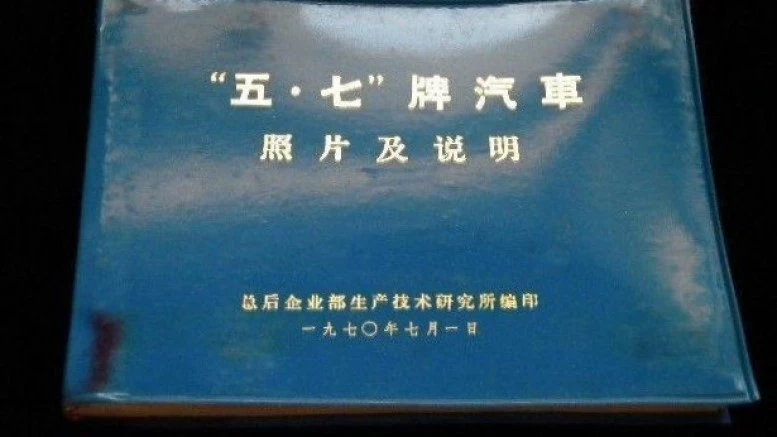 “五·七”牌汽車
照片及说明
总后企业部生产技术研究所编印
一九七〇年七月一日